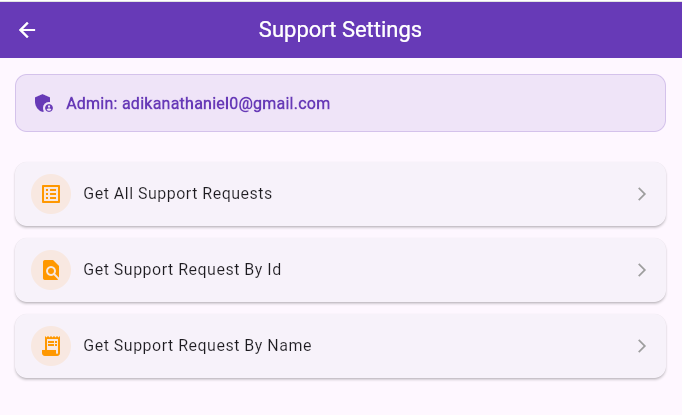 Support Settings
Admin: adikanathaniel0@gmail.com
Get All Support Requests
Get Support Request By Id
Get Support Request By Name